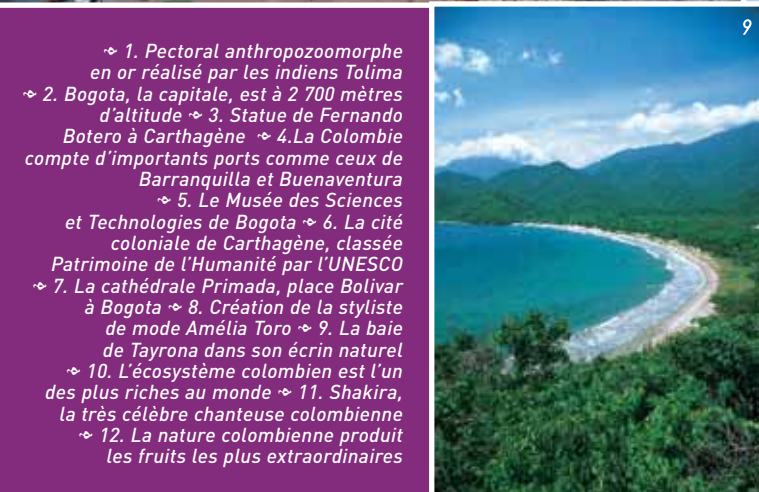 1. Pectoral anthropozoomorphe
en or réalisé par les indiens Tolima
2. Bogota, la capitale, est à 2 700 mètres
d'altitude 3. Statue de Fernando
Botero à Carthagène 4.La Colombie
compte d'importants ports comme ceux de
Barranquilla et Buenaventura
5. Le Musée des Sciences
et Technologies de Bogota 6. La cité
coloniale de Carthagène, classée
Patrimoine de l'Humanité par l'UNESCO
7. La cathédrale Primada, place Bolivar
à Bogota 8. Création de la styliste
de mode Amélia Toro 9. La baie
de Tayrona dans son écrin naturel
10. L'écosystème colombien est l'un
des plus riches au monde 11. Shakira,
la très célèbre chanteuse colombienne
12. La nature colombienne produit
les fruits les plus extraordinaires
9